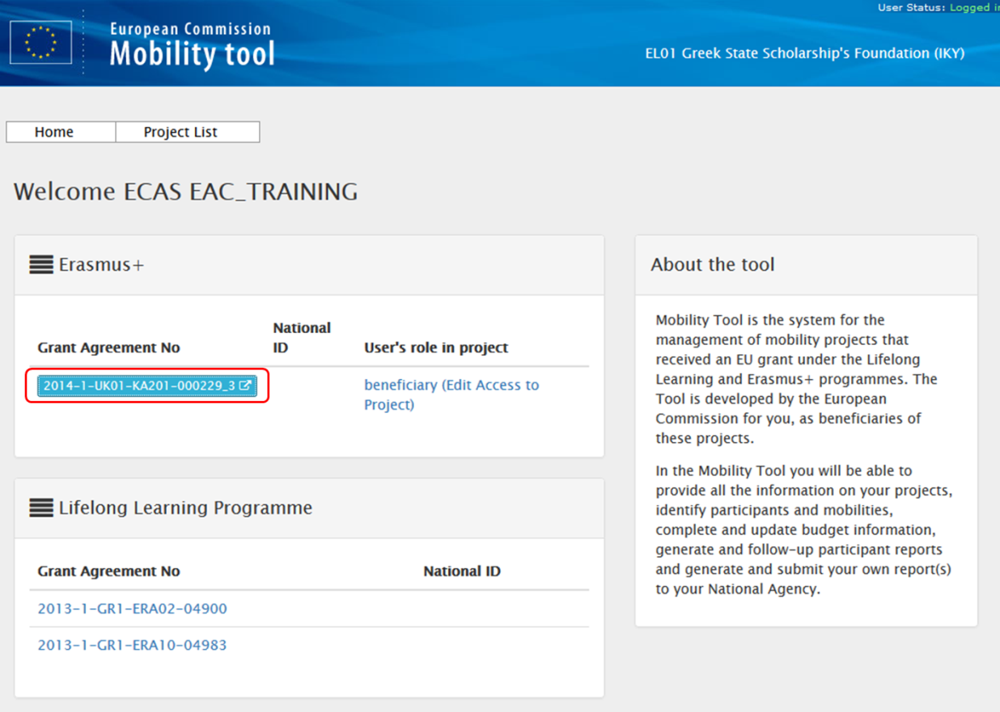 User Status: Logged
European Commission
Mobility tool
EL01 Greek State Scholarship's Foundation (IKY)
Home
Project List
Welcome ECAS EAC_TRAINING
Erasmus+
Grant Agreement No
National
ID
User's role in project
2014-1-UK01-KA201-000229_3
beneficiary (Edit Access to
Project)
Lifelong Learning Programme
Grant Agreement No
National ID
2013-1-GR1-ERA02-04900
2013-1-GR1-ERA10-04983
About the tool
Mobility Tool is the system for the
management of mobility projects that
received an EU grant under the Lifelong
Learning and Erasmus+ programmes. The
Tool is developed by the European
Commission for you, as beneficiaries of
these projects.
In the Mobility Tool you will be able to
provide all the information on your projects,
identify participants and mobilities,
complete and update budget information,
generate and follow-up participant reports
and generate and submit your own report(s)
to your National Agency.